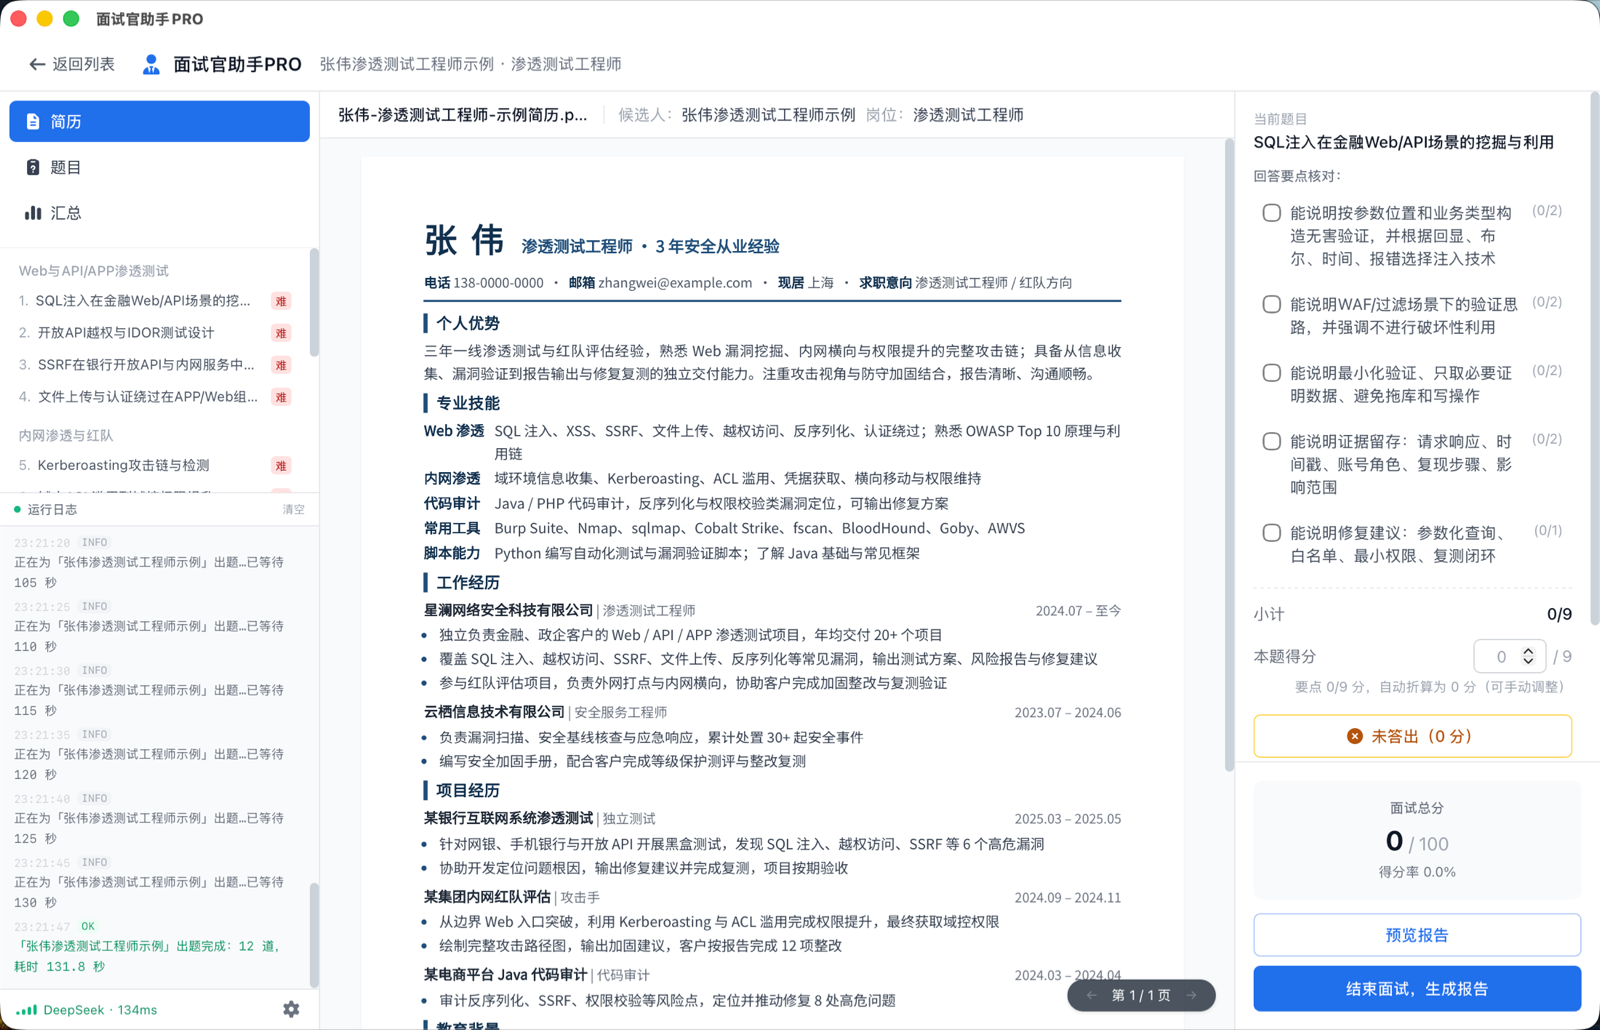 面试官助手PRO
返回列表
面试官助手PRO
张伟渗透测试工程师示例 · 渗透测试工程师
简历
题目
汇总
Web与API/APP渗透测试
1. SQL注入在金融Web/API场景的挖... 难
2. 开放API越权与IDOR测试设计 难
3. SSRF在银行开放API与内网服务中... 难
4. 文件上传与认证绕过在APP/Web组... 难
内网渗透与红队
5. Kerberoasting攻击链与检测 难
运行日志
清空
23:21:20 INFO
正在为「张伟渗透测试工程师示例」出题…已等待
105 秒
23:21:25 INFO
正在为「张伟渗透测试工程师示例」出题…已等待
110 秒
23:21:30 INFO
正在为「张伟渗透测试工程师示例」出题…已等待
115 秒
23:21:35 INFO
正在为「张伟渗透测试工程师示例」出题…已等待
120 秒
23:21:40 INFO
正在为「张伟渗透测试工程师示例」出题…已等待
125 秒
23:21:45 INFO
正在为「张伟渗透测试工程师示例」出题…已等待
130 秒
23:21:47 OK
「张伟渗透测试工程师示例」出题完成：12 道，
耗时 131.8 秒
DeepSeek · 134ms
张伟-渗透测试工程师-示例简历.p...
候选人：张伟渗透测试工程师示例 岗位：渗透测试工程师
张 伟 渗透测试工程师 • 3 年安全从业经验
电话 138-0000-0000 · 邮箱 zhangwei@example.com · 现居 上海 · 求职意向 渗透测试工程师 / 红队方向
个人优势
三年一线渗透测试与红队评估经验，熟悉 Web 漏洞挖掘、内网横向与权限提升的完整攻击链；具备从信息收
集、漏洞验证到报告输出与修复复测的独立交付能力。注重攻击视角与防守加固结合，报告清晰、沟通顺畅。
专业技能
Web 渗透 SQL 注入、XSS、SSRF、文件上传、越权访问、反序列化、认证绕过；熟悉 OWASP Top 10 原理与利
用链
内网渗透 域环境信息收集、Kerberoasting、ACL 滥用、凭据获取、横向移动与权限维持
代码审计 Java / PHP 代码审计，反序列化与权限校验类漏洞定位，可输出修复方案
常用工具 Burp Suite、Nmap、sqlmap、Cobalt Strike、fscan、BloodHound、Goby、AWVS
脚本能力 Python 编写自动化测试与漏洞验证脚本；了解 Java 基础与常见框架
工作经历
星澜网络安全科技有限公司 | 渗透测试工程师 2024.07 – 至今
• 独立负责金融、政企客户的 Web / API / APP 渗透测试项目，年均交付 20+ 个项目
• 覆盖 SQL 注入、越权访问、SSRF、文件上传、反序列化等常见漏洞，输出测试方案、风险报告与修复建议
• 参与红队评估项目，负责外网打点与内网横向，协助客户完成加固整改与复测验证
云栖信息技术有限公司 | 安全服务工程师 2023.07 – 2024.06
• 负责漏洞扫描、安全基线核查与应急响应，累计处置 30+ 起安全事件
• 编写安全加固手册，配合客户完成等级保护测评与整改复测
项目经历
某银行互联网系统渗透测试 | 独立测试 2025.03 – 2025.05
• 针对网银、手机银行与开放 API 开展黑盒测试，发现 SQL 注入、越权访问、SSRF 等 6 个高危漏洞
• 协助开发定位问题根因，输出修复建议并完成复测，项目按期验收
某集团内网红队评估 | 攻击手 2024.09 – 2024.11
• 从边界 Web 入口突破，利用 Kerberoasting 与 ACL 滥用完成权限提升，最终获取域控权限
• 绘制完整攻击路径图，输出加固建议，客户按报告完成 12 项整改
某电商平台 Java 代码审计 | 代码审计 2024.03 – 2024.04
• 审计反序列化、SSRF、权限校验等风险点，定位并推动修复 8 处高危问题
教育背景
← 第 1 / 1 页 →
当前题目
SQL注入在金融Web/API场景的挖掘与利用
回答要点核对：
能说明按参数位置和业务类型构 (0/2)
造无害验证，并根据回显、布
尔、时间、报错选择注入技术
能说明WAF/过滤场景下的验证思 (0/2)
路，并强调不进行破坏性利用
能说明最小化验证、只取必要证 (0/2)
明数据、避免拖库和写操作
能说明证据留存：请求响应、时 (0/2)
间戳、账号角色、复现步骤、影
响范围
能说明修复建议：参数化查询、 (0/1)
白名单、最小权限、复测闭环
小计 0/9
本题得分 0 / 9
要点 0/9 分，自动折算为 0 分（可手动调整）
未答出（0 分）
面试总分
0 / 100
得分率 0.0%
预览报告
结束面试，生成报告